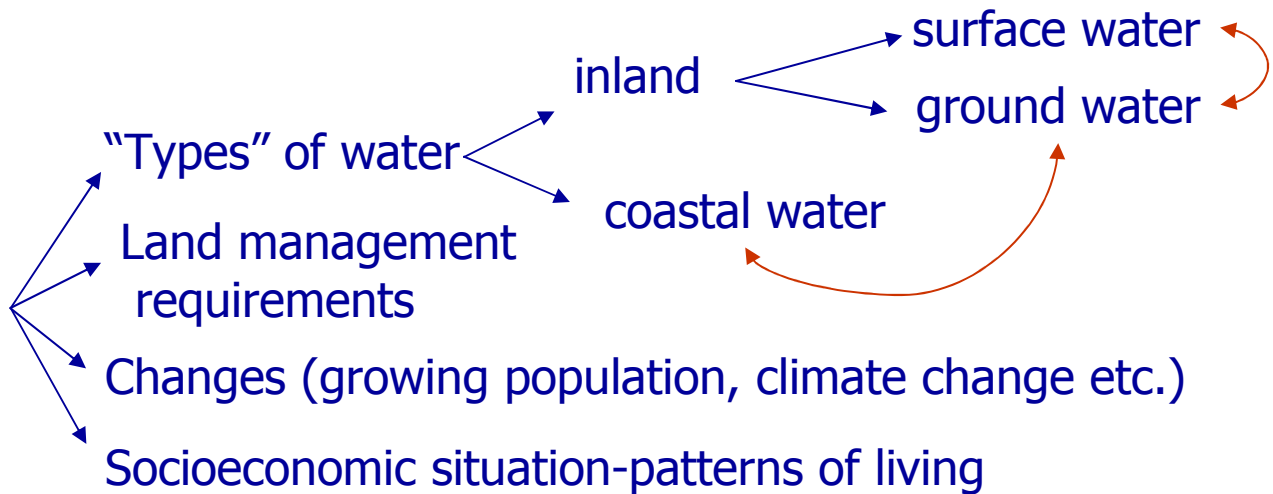 surface water
inland
ground water
“Types” of water
coastal water
Land management
requirements
Changes (growing population, climate change etc.)
Socioeconomic situation-patterns of living